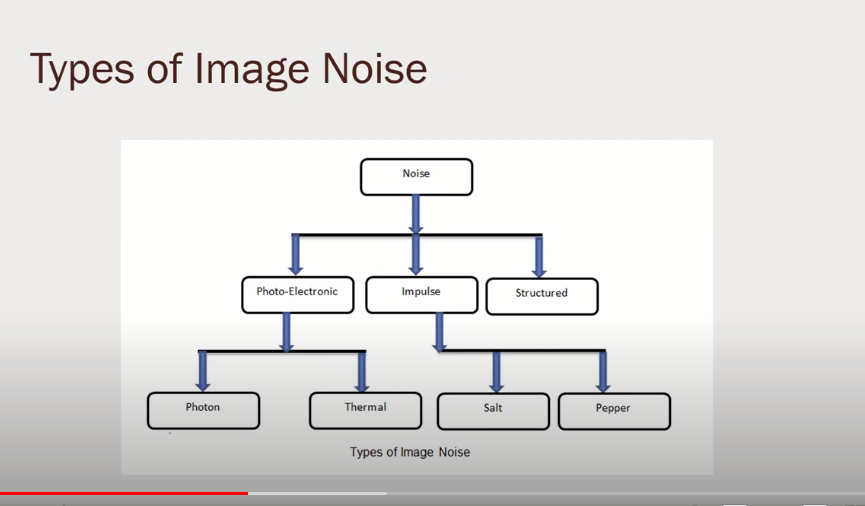 Types of Image Noise
Noise
Photo-Electronic
Impulse
Structured
Photon
Thermal
Salt
Pepper
Types of Image Noise